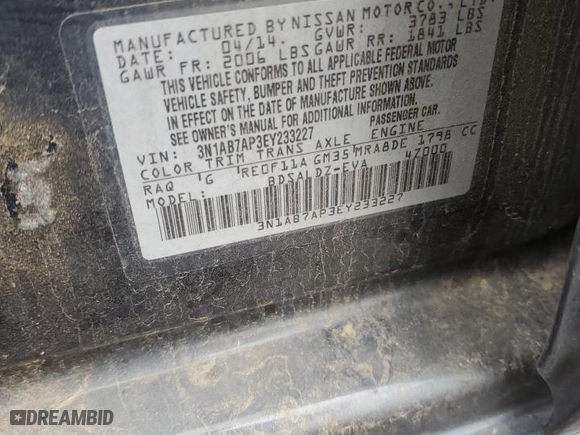 MANUFACTURED BY NISSAN MOTOR CO., LTD
DATE: 04/14. GVWR: 3783 LBS
GAWR FR: 2006 LBS GAWR RR: 1841 LBS
THIS VEHICLE CONFORMS TO ALL APPLICABLE FEDERAL MOTOR
VEHICLE SAFETY, BUMPER AND THEFT PREVENTION STANDARDS
IN EFFECT ON THE DATE OF MANUFACTURE SHOWN ABOVE.
SEE OWNER'S MANUAL FOR ADDITIONAL INFORMATION.
VIN: 3N1AB7AP3EY233227 PASSENGER CAR.
COLOR TRIM TRANS AXLE ENGINE
RAQ G RE0F11A GM35 MRA8DE 1798 CC
MODEL: BDSALDZ-EVA 47000
3N1AB7AP3EY233227
DREAMBID